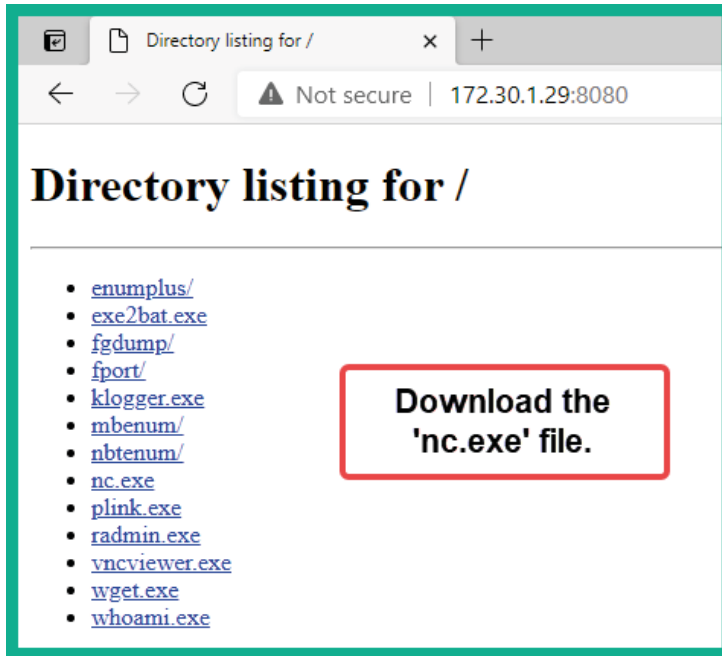 Directory listing for /
Not secure | 172.30.1.29:8080
Directory listing for /
enumplus/
exe2bat.exe
fgdump/
fport/
klogger.exe
mbenum/
nbtenum/
nc.exe
plink.exe
radmin.exe
vncviewer.exe
wget.exe
whoami.exe
Download the
'nc.exe' file.